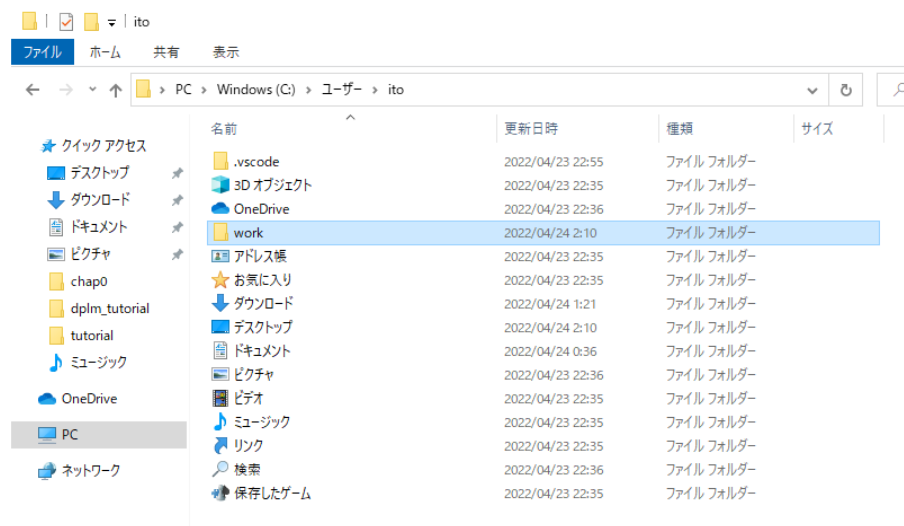 ito
ファイル ホーム 共有 表示
PC Windows (C:) ユーザー ito
名前 更新日時 種類 サイズ
クイック アクセス
デスクトップ
ダウンロード
ドキュメント
ピクチャ
chap0
dplm_tutorial
tutorial
ミュージック
OneDrive
PC
ネットワーク
.vscode 2022/04/23 22:55 ファイル フォルダー
3D オブジェクト 2022/04/23 22:35 ファイル フォルダー
OneDrive 2022/04/23 22:36 ファイル フォルダー
work 2022/04/24 2:10 ファイル フォルダー
アドレス帳 2022/04/23 22:35 ファイル フォルダー
お気に入り 2022/04/23 22:35 ファイル フォルダー
ダウンロード 2022/04/24 1:21 ファイル フォルダー
デスクトップ 2022/04/24 2:10 ファイル フォルダー
ドキュメント 2022/04/24 0:36 ファイル フォルダー
ピクチャ 2022/04/23 22:36 ファイル フォルダー
ビデオ 2022/04/23 22:35 ファイル フォルダー
ミュージック 2022/04/23 22:35 ファイル フォルダー
リンク 2022/04/23 22:35 ファイル フォルダー
検索 2022/04/23 22:36 ファイル フォルダー
保存したゲーム 2022/04/23 22:35 ファイル フォルダー